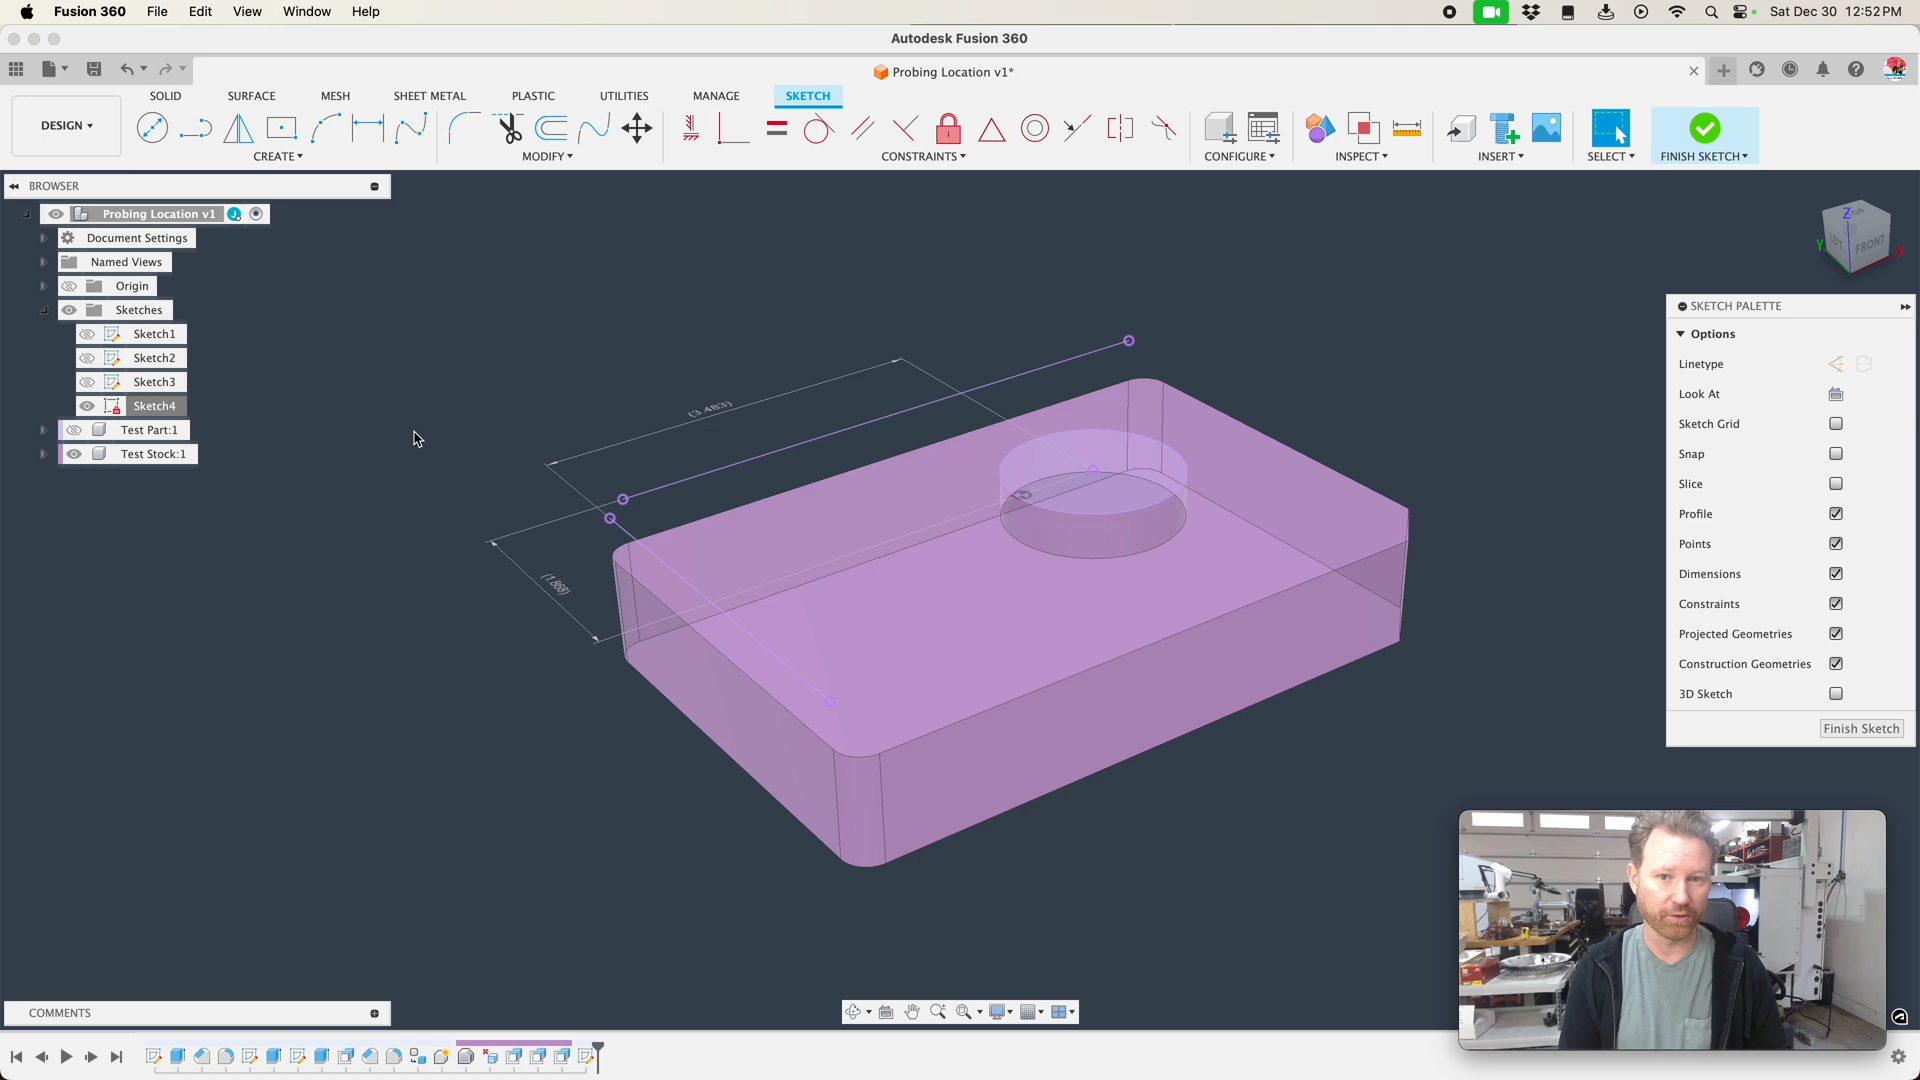 Fusion 360 File Edit View Window Help Sat Dec 30 12:52 PM
Autodesk Fusion 360
Probing Location v1*
SOLID SURFACE MESH SHEET METAL PLASTIC UTILITIES MANAGE SKETCH
DESIGN
CREATE MODIFY CONSTRAINTS CONFIGURE INSPECT INSERT SELECT FINISH SKETCH
BROWSER
Probing Location v1
Document Settings
Named Views
Origin
Sketches
Sketch1
Sketch2
Sketch3
Sketch4
Test Part:1
Test Stock:1
(3.483)
(1.868)
Z
TOP
LEFT
FRONT
Y
X
SKETCH PALETTE
Options
Linetype
Look At
Sketch Grid
Snap
Slice
Profile
Points
Dimensions
Constraints
Projected Geometries
Construction Geometries
3D Sketch
Finish Sketch
COMMENTS